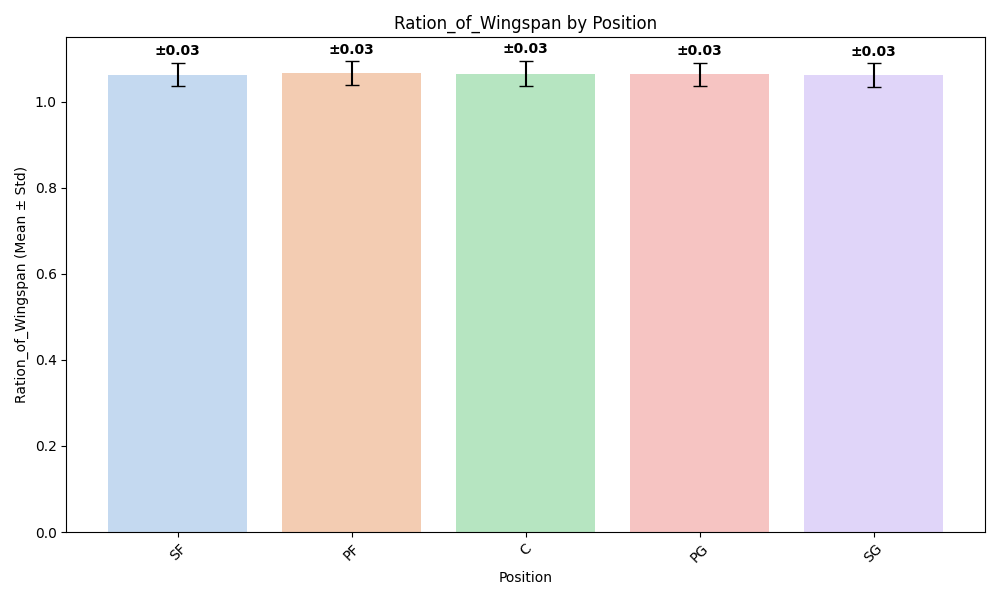 Ration_of_Wingspan by Position
±0.03 ±0.03 ±0.03 ±0.03 ±0.03
Ration_of_Wingspan (Mean ± Std)
1.0
0.8
0.6
0.4
0.2
0.0
SF PF C PG SG
Position